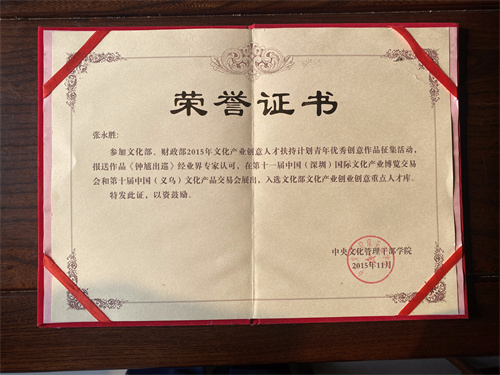 荣誉证书
张永胜:
参加文化部、财政部2015年文化产业创意人才扶持计划青年优秀创意作品征集活动,
报送作品《钟馗出巡》经业界专家认可,在第十一届中国(深圳)国际文化产业博览交易
会和第十届中国(义乌)文化产品交易会展出,入选文化部文化产业创业创意重点人才库。
特发此证,以资鼓励。
中央文化管理干部学院
2015年11月